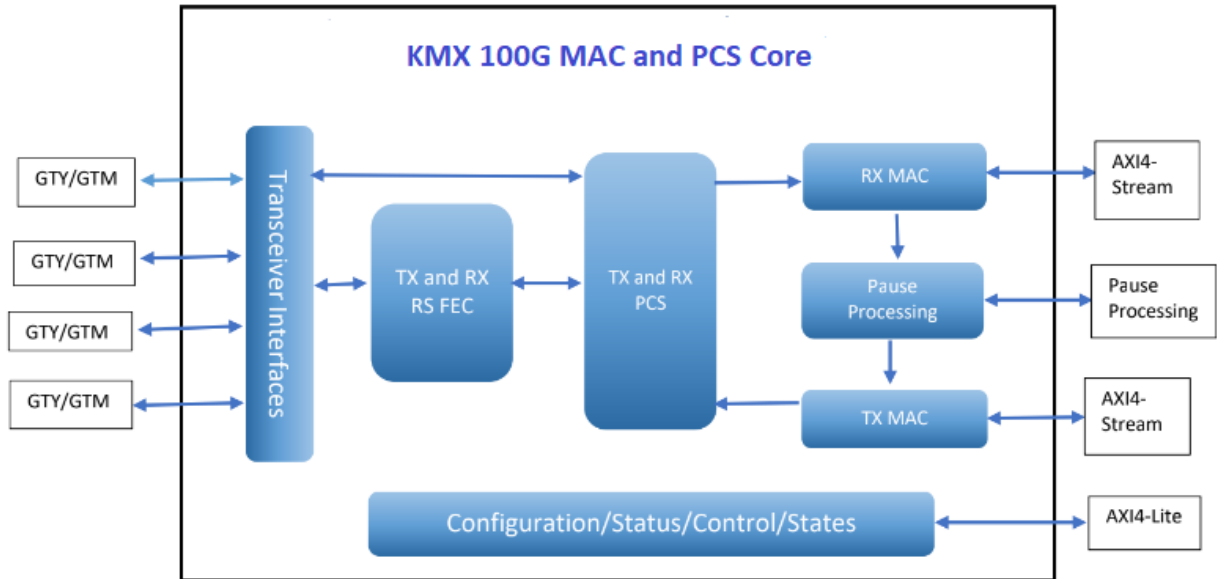 KMX 100G MAC and PCS Core
GTY/GTM
GTY/GTM
GTY/GTM
GTY/GTM
Transceiver Interfaces
TX and RX
RS FEC
TX and RX
PCS
RX MAC
Pause
Processing
TX MAC
Configuration/Status/Control/States
AXI4-
Stream
Pause
Processing
AXI4-
Stream
AXI4-Lite